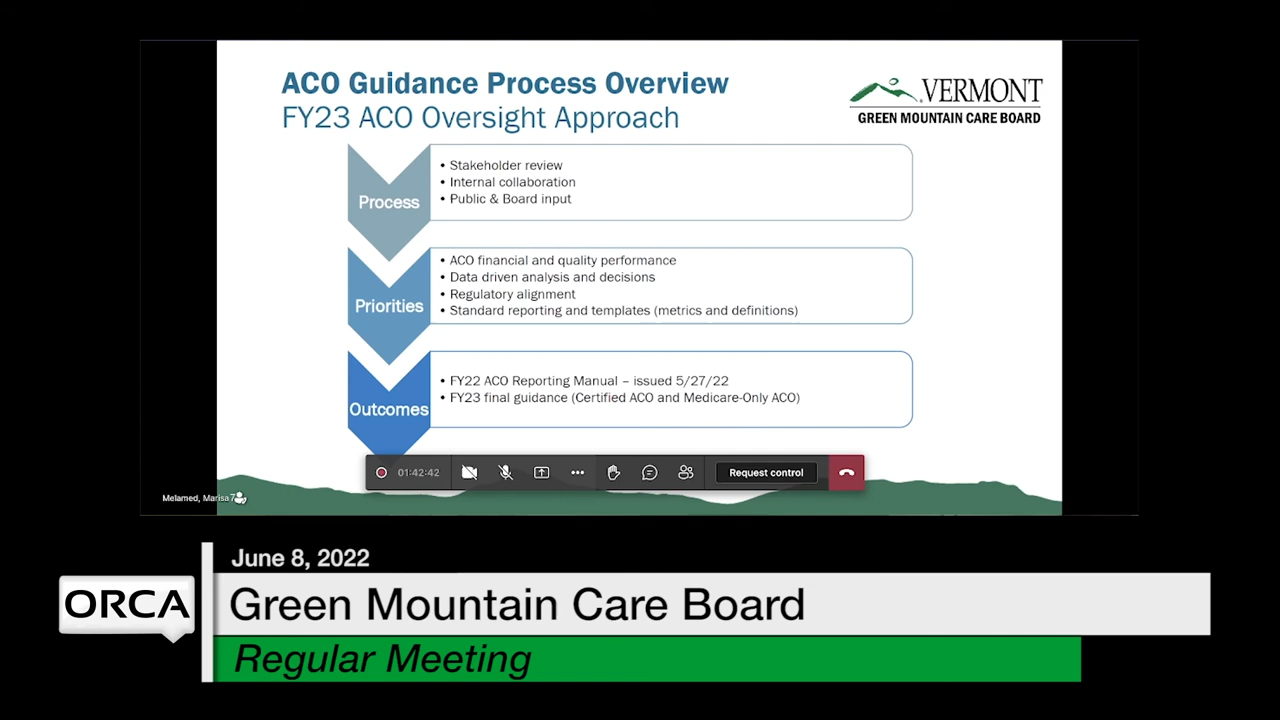 ACO Guidance Process Overview
FY23 ACO Oversight Approach
VERMONT
GREEN MOUNTAIN CARE BOARD
Process
• Stakeholder review
• Internal collaboration
• Public & Board input
Priorities
• ACO financial and quality performance
• Data driven analysis and decisions
• Regulatory alignment
• Standard reporting and templates (metrics and definitions)
Outcomes
• FY22 ACO Reporting Manual – issued 5/27/22
• FY23 final guidance (Certified ACO and Medicare-Only ACO)
01:42:42
Request control
Melamed, Marisa 7
June 8, 2022
ORCA
Green Mountain Care Board
Regular Meeting